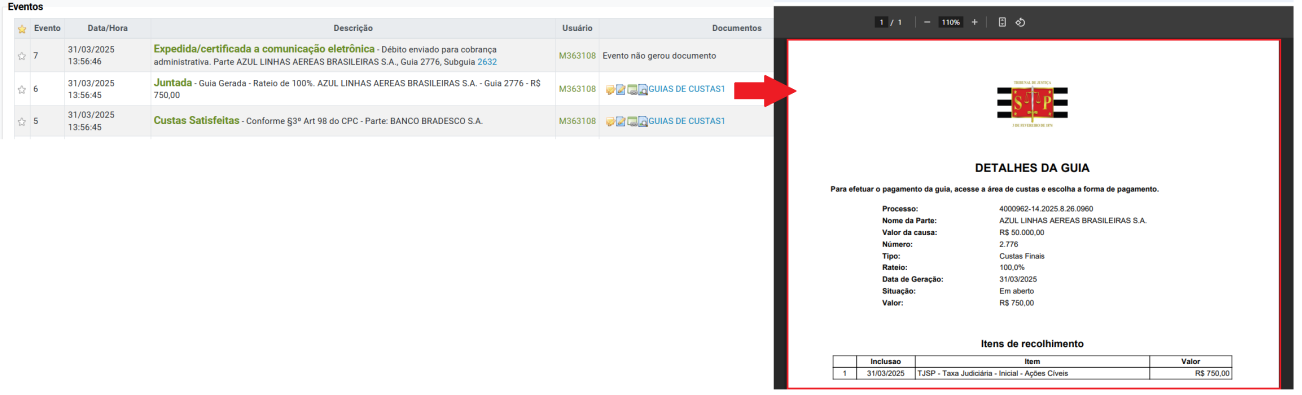 Eventos
Evento Data/Hora Descrição Usuário Documentos
7 31/03/2025 13:56:46 Expedida/certificada a comunicação eletrônica - Débito enviado para cobrança administrativa. Parte AZUL LINHAS AEREAS BRASILEIRAS S.A., Guia 2776, Subguia 2632 M363108 Evento não gerou documento
6 31/03/2025 13:56:45 Juntada - Guia Gerada - Rateio de 100%. AZUL LINHAS AEREAS BRASILEIRAS S.A. - Guia 2776 - R$ 750,00 M363108 GUIAS DE CUSTAS1
5 31/03/2025 13:56:45 Custas Satisfeitas - Conforme §3º Art 98 do CPC - Parte: BANCO BRADESCO S.A. M363108 GUIAS DE CUSTAS1
1 / 1 − 110% +
TRIBUNAL DE JUSTIÇA
S P
3 DE FEVEREIRO DE 1874
DETALHES DA GUIA
Para efetuar o pagamento da guia, acesse a área de custas e escolha a forma de pagamento.
Processo: 4000962-14.2025.8.26.0960
Nome da Parte: AZUL LINHAS AEREAS BRASILEIRAS S.A.
Valor da causa: R$ 50.000,00
Número: 2.776
Tipo: Custas Finais
Rateio: 100,0%
Data de Geração: 31/03/2025
Situação: Em aberto
Valor: R$ 750,00
Itens de recolhimento
Inclusao Item Valor
1 31/03/2025 TJSP - Taxa Judiciária - Inicial - Ações Cíveis R$ 750,00